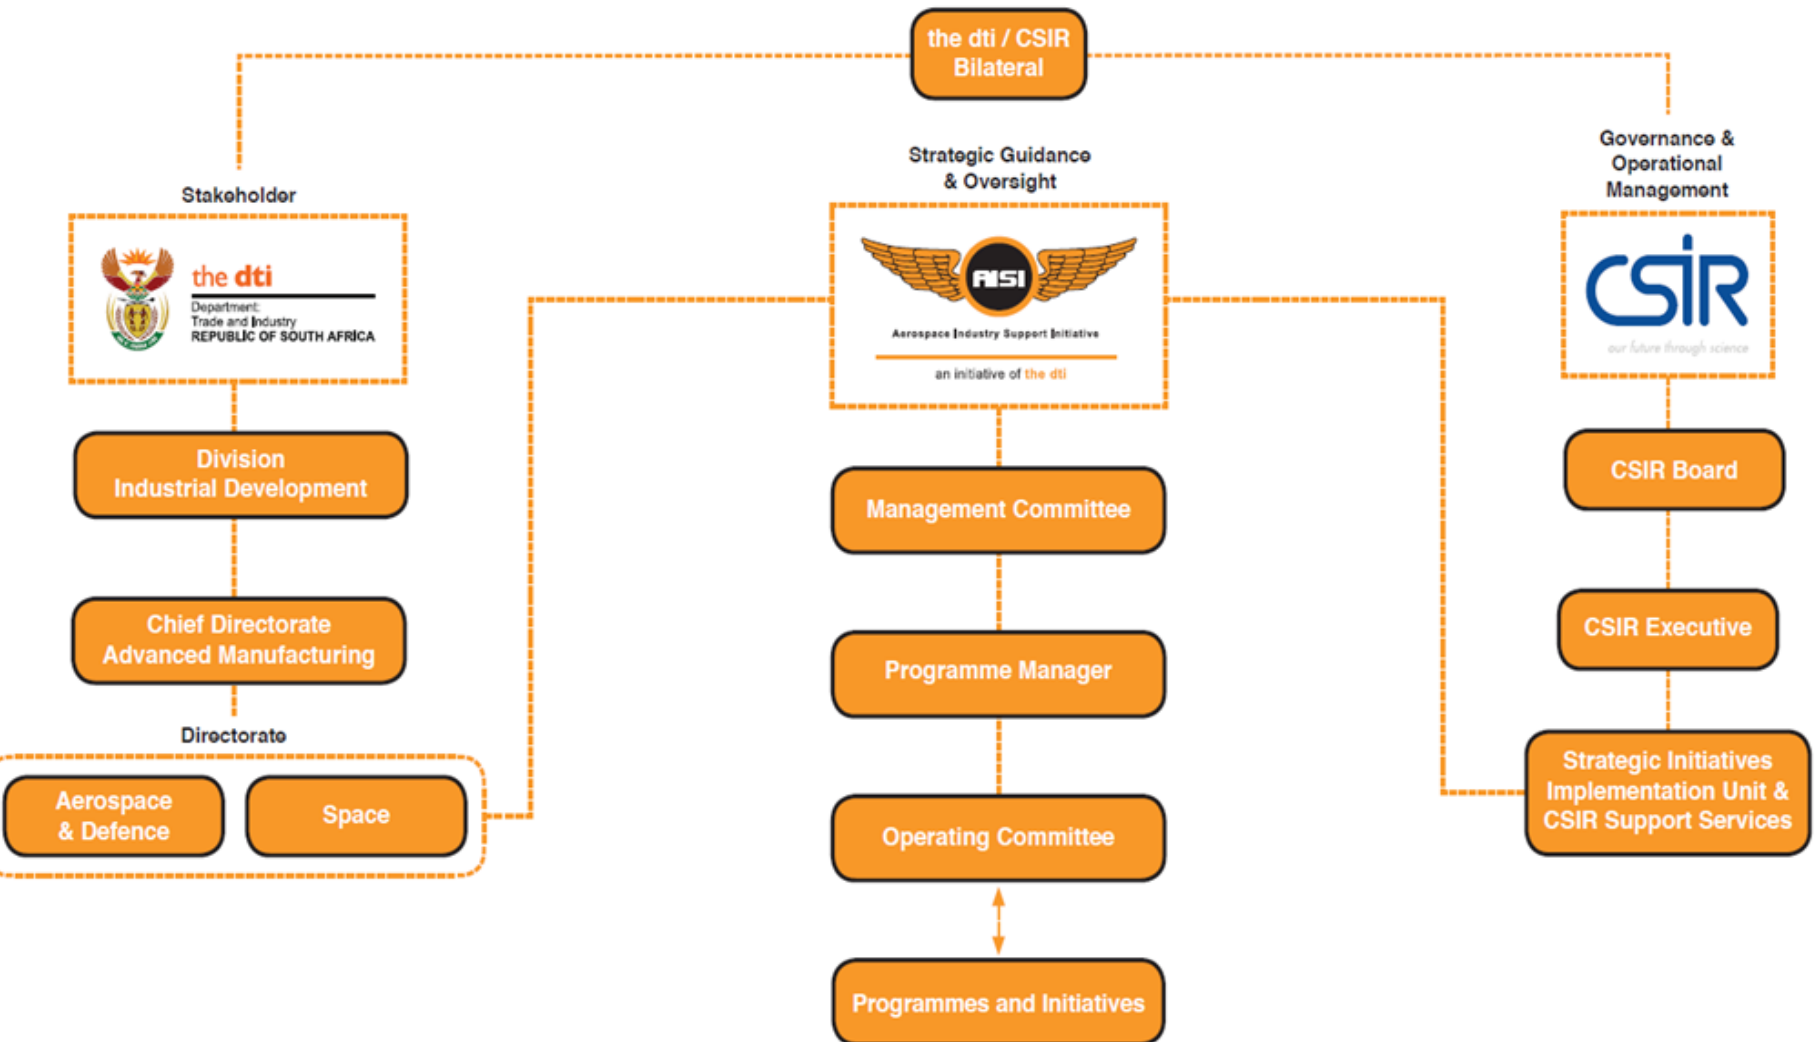 the dti / CSIR
Bilateral
Stakeholder
the dti
Department:
Trade and Industry
REPUBLIC OF SOUTH AFRICA
Division
Industrial Development
Chief Directorate
Advanced Manufacturing
Directorate
Aerospace
& Defence
Space
Strategic Guidance
& Oversight
AISI
Aerospace Industry Support Initiative
an initiative of the dti
Management Committee
Programme Manager
Operating Committee
Programmes and Initiatives
Governance &
Operational
Management
CSIR
our future through science
CSIR Board
CSIR Executive
Strategic Initiatives
Implementation Unit &
CSIR Support Services